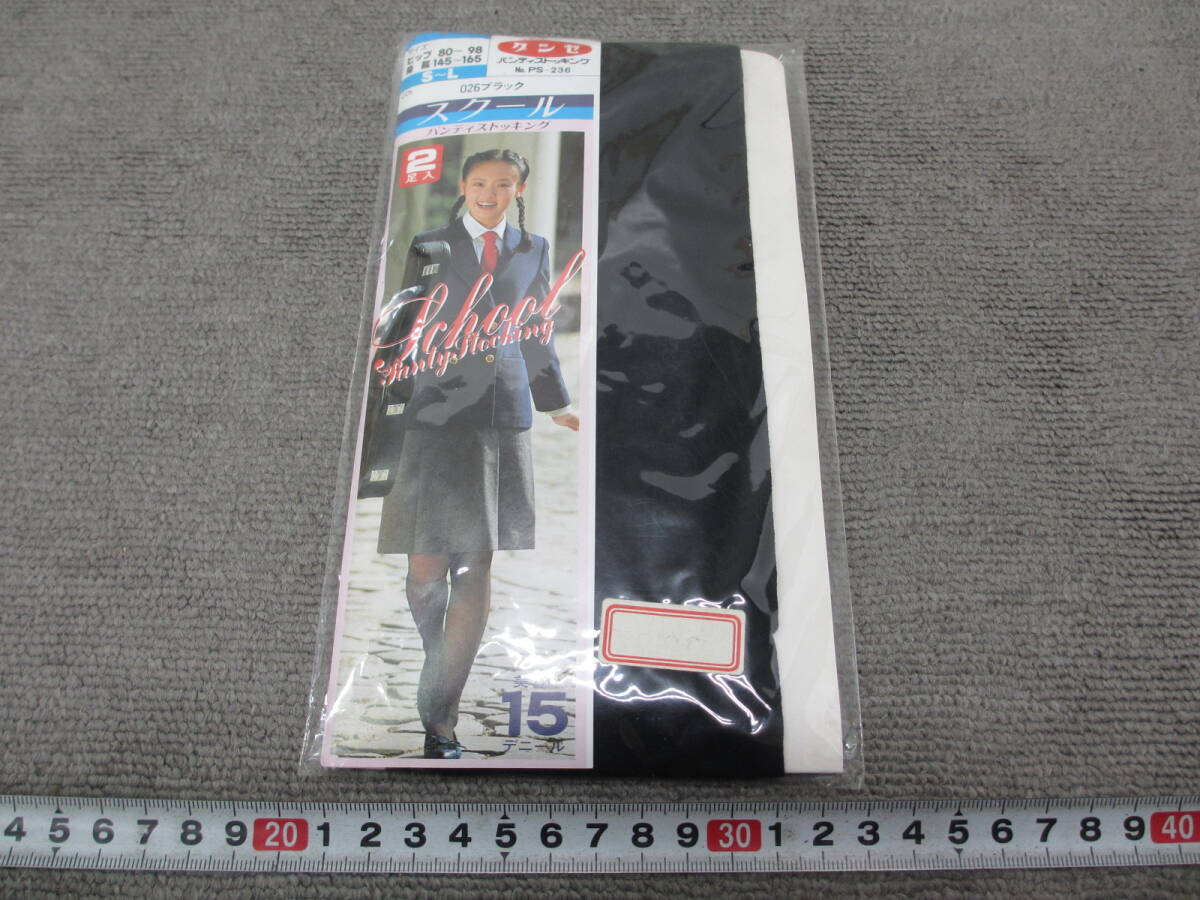 サイズ
ヒップ 80〜98
身長 145〜165
S〜L
グンゼ
パンティストッキング
No. PS-236
026ブラック
スクール
パンティストッキング
2
足入
School
Panty Stocking
15
デニール
4 5 6 7 8 9 20 1 2 3 4 5 6 7 8 9 30 1 2 3 4 5 6 7 8 9 40